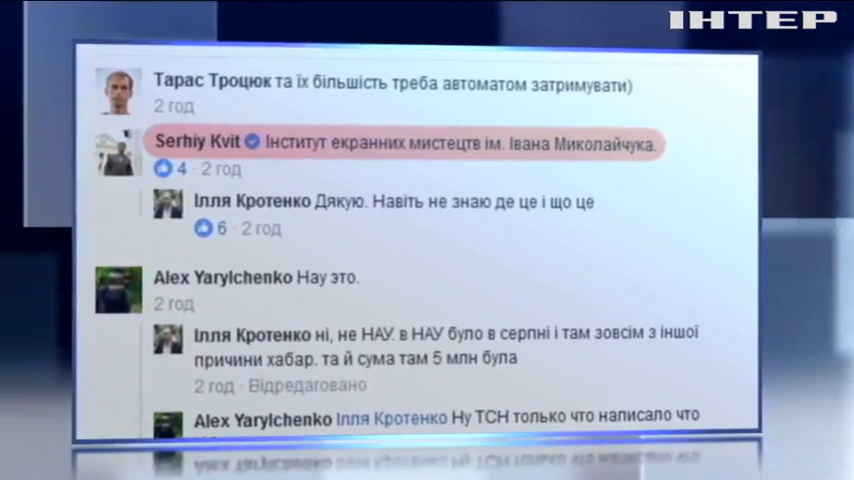 ІНТЕР
Тарас Троцюк та їх більшість треба автоматом затримувати)
2 год
Serhiy Kvit Інститут екранних мистецтв ім. Івана Миколайчука.
4 · 2 год
Ілля Кротенко Дякую. Навіть не знаю де це і що це
6 · 2 год
Alex Yarylchenko Нау это.
2 год
Ілля Кротенко ні, не НАУ. в НАУ було в серпні і там зовсім з іншої
причини хабар. та й сума там 5 млн була
2 год · Відредаговано
Alex Yarylchenko Ілля Кротенко Ну ТСН только что написало что